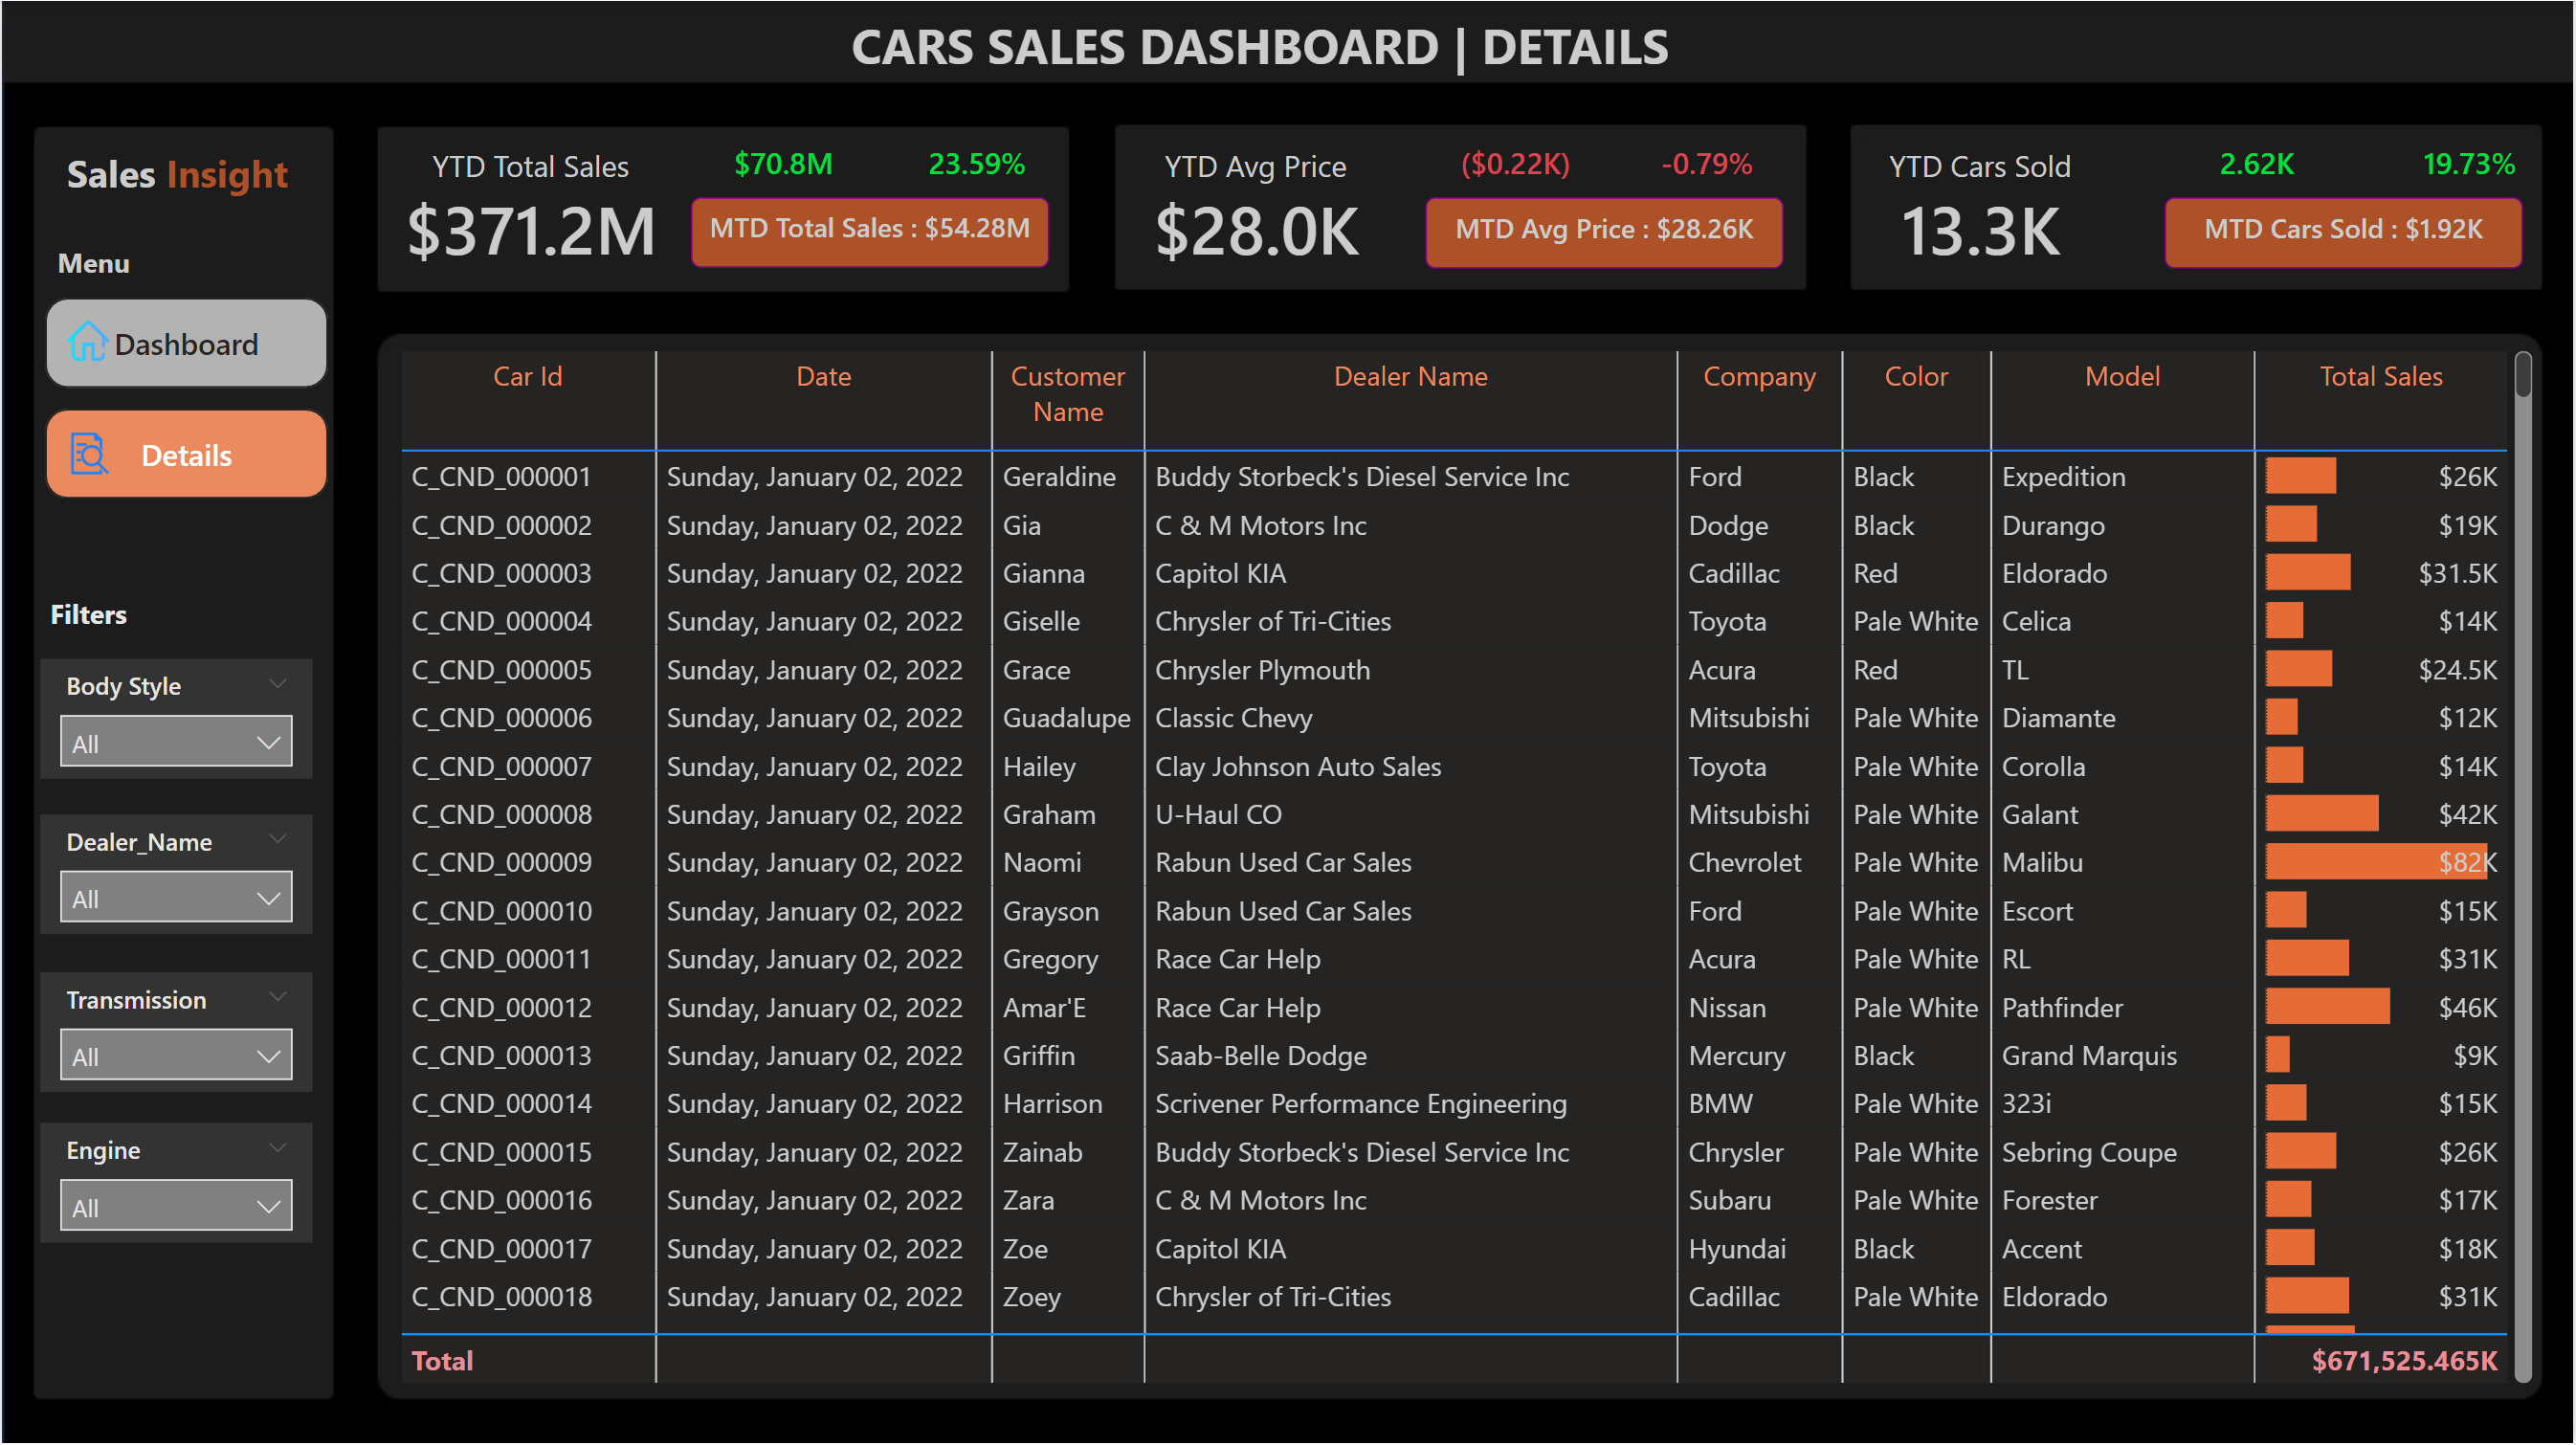 CARS SALES DASHBOARD | DETAILS
Sales Insight
Menu
Dashboard
Details
Filters
Body Style
All
Dealer_Name
All
Transmission
All
Engine
All
YTD Total Sales $70.8M 23.59%
$371.2M MTD Total Sales : $54.28M
YTD Avg Price ($0.22K) -0.79%
$28.0K MTD Avg Price : $28.26K
YTD Cars Sold 2.62K 19.73%
13.3K MTD Cars Sold : $1.92K
Car Id Date Customer Name Dealer Name Company Color Model Total Sales
C_CND_000001 Sunday, January 02, 2022 Geraldine Buddy Storbeck's Diesel Service Inc Ford Black Expedition $26K
C_CND_000002 Sunday, January 02, 2022 Gia C & M Motors Inc Dodge Black Durango $19K
C_CND_000003 Sunday, January 02, 2022 Gianna Capitol KIA Cadillac Red Eldorado $31.5K
C_CND_000004 Sunday, January 02, 2022 Giselle Chrysler of Tri-Cities Toyota Pale White Celica $14K
C_CND_000005 Sunday, January 02, 2022 Grace Chrysler Plymouth Acura Red TL $24.5K
C_CND_000006 Sunday, January 02, 2022 Guadalupe Classic Chevy Mitsubishi Pale White Diamante $12K
C_CND_000007 Sunday, January 02, 2022 Hailey Clay Johnson Auto Sales Toyota Pale White Corolla $14K
C_CND_000008 Sunday, January 02, 2022 Graham U-Haul CO Mitsubishi Pale White Galant $42K
C_CND_000009 Sunday, January 02, 2022 Naomi Rabun Used Car Sales Chevrolet Pale White Malibu $82K
C_CND_000010 Sunday, January 02, 2022 Grayson Rabun Used Car Sales Ford Pale White Escort $15K
C_CND_000011 Sunday, January 02, 2022 Gregory Race Car Help Acura Pale White RL $31K
C_CND_000012 Sunday, January 02, 2022 Amar'E Race Car Help Nissan Pale White Pathfinder $46K
C_CND_000013 Sunday, January 02, 2022 Griffin Saab-Belle Dodge Mercury Black Grand Marquis $9K
C_CND_000014 Sunday, January 02, 2022 Harrison Scrivener Performance Engineering BMW Pale White 323i $15K
C_CND_000015 Sunday, January 02, 2022 Zainab Buddy Storbeck's Diesel Service Inc Chrysler Pale White Sebring Coupe $26K
C_CND_000016 Sunday, January 02, 2022 Zara C & M Motors Inc Subaru Pale White Forester $17K
C_CND_000017 Sunday, January 02, 2022 Zoe Capitol KIA Hyundai Black Accent $18K
C_CND_000018 Sunday, January 02, 2022 Zoey Chrysler of Tri-Cities Cadillac Pale White Eldorado $31K
Total $671,525.465K